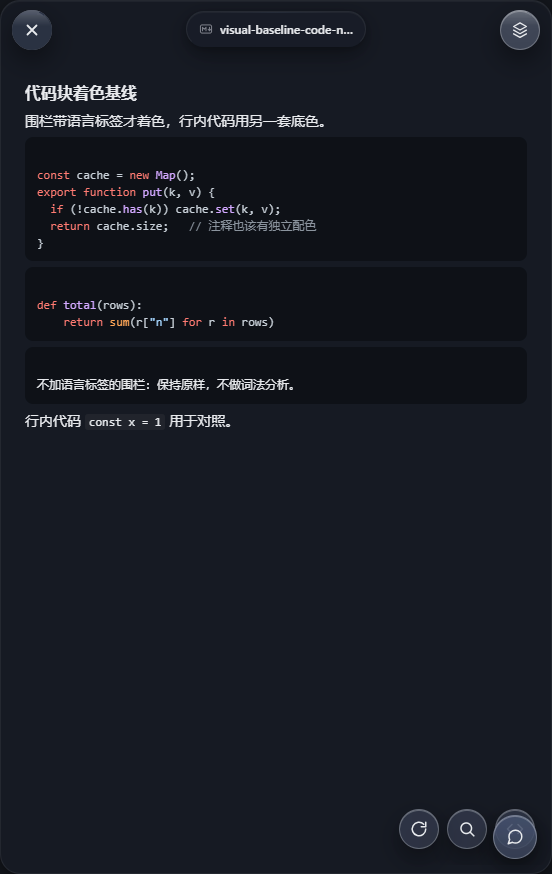 visual-baseline-code-n...
代码块着色基线
围栏带语言标签才着色，行内代码用另一套底色。
const cache = new Map();
export function put(k, v) {
  if (!cache.has(k)) cache.set(k, v);
  return cache.size;   // 注释也该有独立配色
}
def total(rows):
    return sum(r["n"] for r in rows)
不加语言标签的围栏：保持原样，不做词法分析。
行内代码 const x = 1 用于对照。